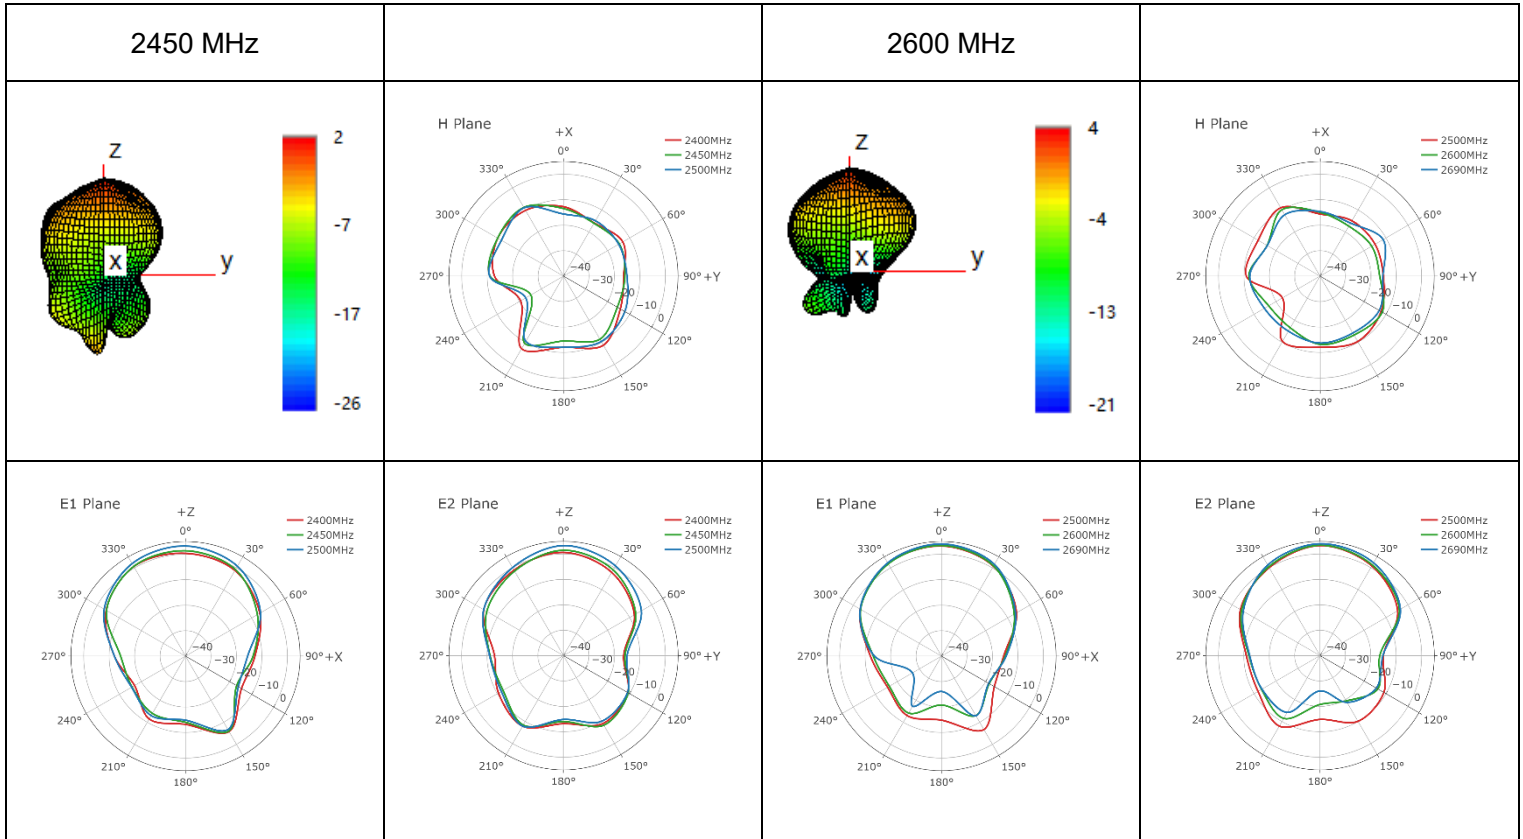 2450 MHz
2600 MHz
z
x
y
2
-7
-17
-26
H Plane
+X
0°
30°
60°
90° +Y
120°
150°
180°
210°
240°
270°
300°
330°
−40
−30
−20
−10
0
2400MHz
2450MHz
2500MHz
z
x
y
4
-4
-13
-21
H Plane
+X
0°
30°
60°
90° +Y
120°
150°
180°
210°
240°
270°
300°
330°
−40
−30
−20
−10
0
2500MHz
2600MHz
2690MHz
E1 Plane
+Z
0°
30°
60°
90° +X
120°
150°
180°
210°
240°
270°
300°
330°
−40
−30
−20
−10
0
2400MHz
2450MHz
2500MHz
E2 Plane
+Z
0°
30°
60°
90° +Y
120°
150°
180°
210°
240°
270°
300°
330°
−40
−30
−20
−10
0
2400MHz
2450MHz
2500MHz
E1 Plane
+Z
0°
30°
60°
90° +X
120°
150°
180°
210°
240°
270°
300°
330°
−40
−30
−20
−10
0
2500MHz
2600MHz
2690MHz
E2 Plane
+Z
0°
30°
60°
90° +Y
120°
150°
180°
210°
240°
270°
300°
330°
−40
−30
−20
−10
0
2500MHz
2600MHz
2690MHz